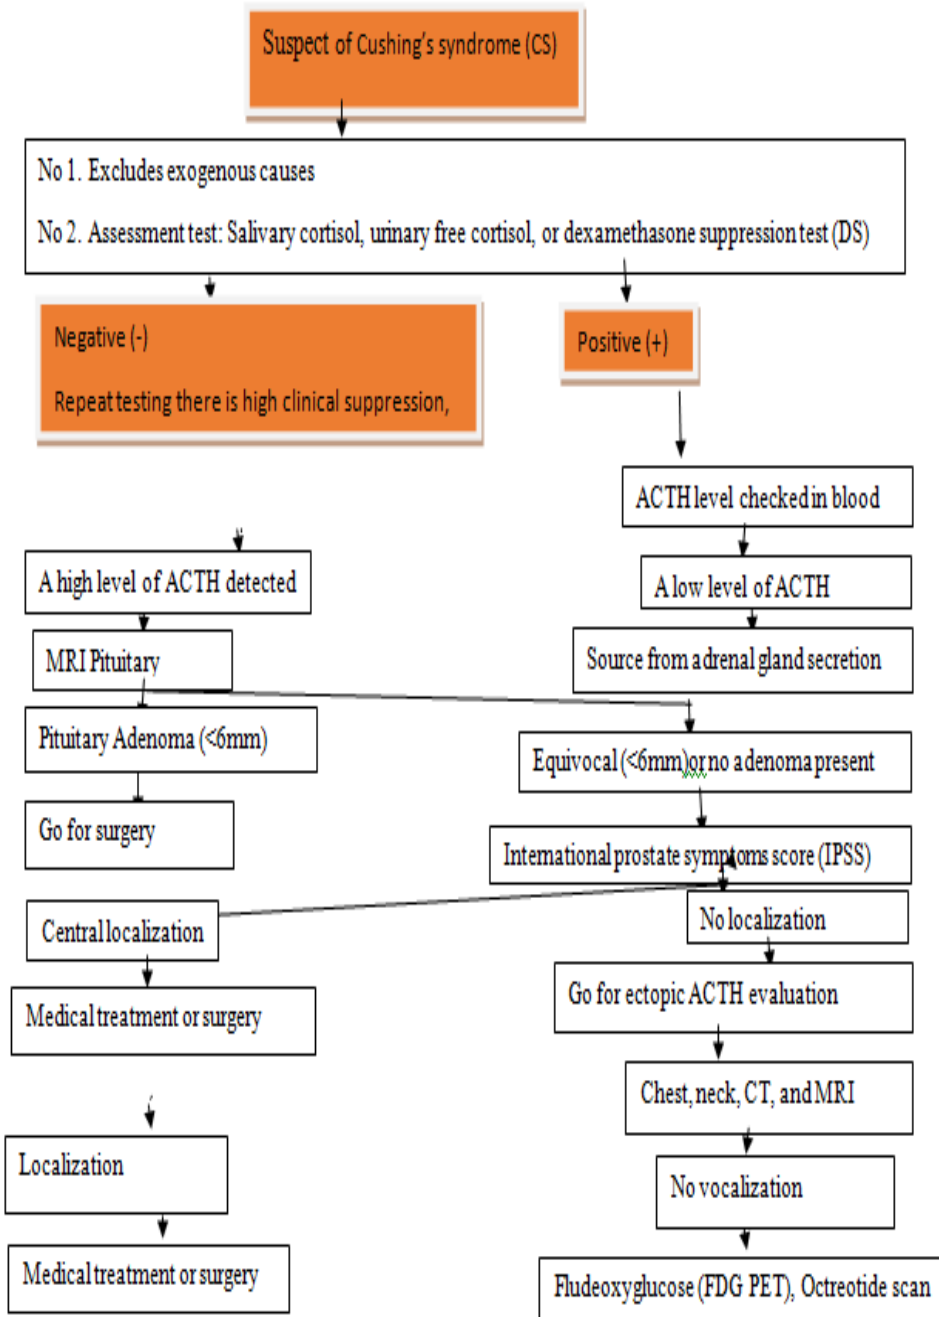 Suspect of Cushing's syndrome (CS)
No 1. Excludes exogenous causes
No 2. Assessment test: Salivary cortisol, urinary free cortisol, or dexamethasone suppression test (DS)
Negative (-)
Repeat testing there is high clinical suppression,
Positive (+)
ACTH level checked in blood
A high level of ACTH detected
A low level of ACTH
MRI Pituitary
Source from adrenal gland secretion
Pituitary Adenoma (<6mm)
Equivocal (<6mm)or no adenoma present
Go for surgery
International prostate symptoms score (IPSS)
Central localization
No localization
Medical treatment or surgery
Go for ectopic ACTH evaluation
Chest, neck, CT, and MRI
Localization
No vocalization
Medical treatment or surgery
Fludeoxyglucose (FDG PET), Octreotide scan